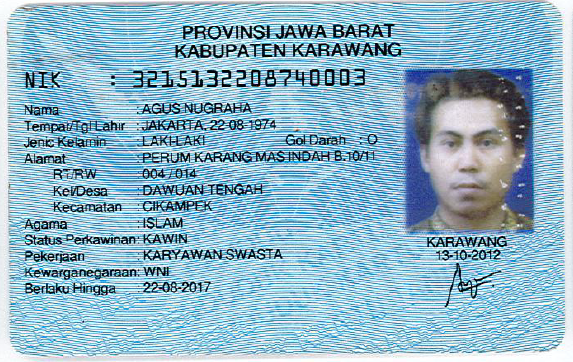 PROVINSI JAWA BARAT
KABUPATEN KARAWANG
NIK : 3215132208740003
Nama : AGUS NUGRAHA
Tempat/Tgl Lahir : JAKARTA, 22-08-1974
Jenis Kelamin : LAKI-LAKI Gol Darah : O
Alamat : PERUM KARANG MAS INDAH B.10/11
RT/RW : 004 / 014
Kel/Desa : DAWUAN TENGAH
Kecamatan : CIKAMPEK
Agama : ISLAM
Status Perkawinan: KAWIN
Pekerjaan : KARYAWAN SWASTA
Kewarganegaraan: WNI
Berlaku Hingga : 22-08-2017
KARAWANG
13-10-2012